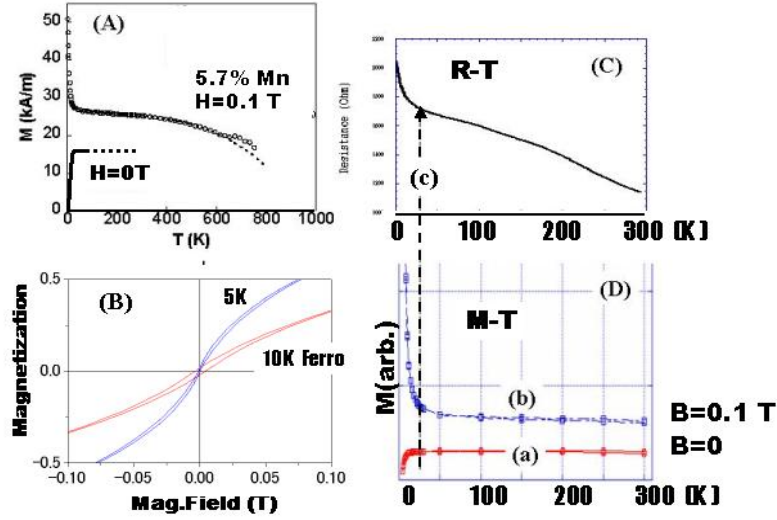 (A)
50
40
30
20
10
0
M (kA/m)
5.7% Mn
H=0.1 T
H=0T
0 200 400 600 800 1000
T (K)
(B)
0.5
0.0
-0.5
Magnetization
5K
10K Ferro
-0.10 -0.05 0.00 0.05 0.10
Mag.Field (T)
R-T
(C)
Resistance (Ohm)
(c)
0 100 200 300 (K)
(D)
M-T
M(arb.)
(b)
B=0.1 T
B=0
(a)
0 100 200 300 (K)